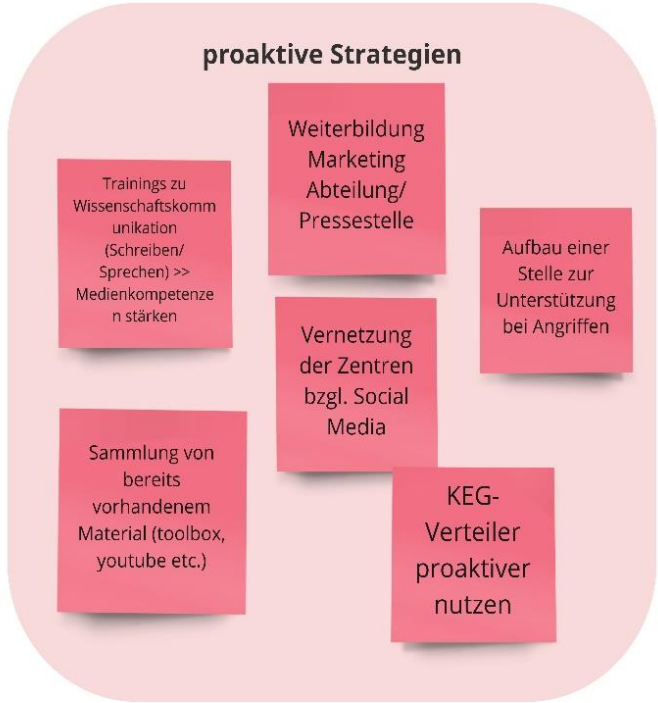 proaktive Strategien
Weiterbildung
Marketing
Abteilung/
Pressestelle
Trainings zu
Wissenschaftskomm
unikation
(Schreiben/
Sprechen) >>
Medienkompetenze
n stärken
Aufbau einer
Stelle zur
Unterstützung
bei Angriffen
Vernetzung
der Zentren
bzgl. Social
Media
Sammlung von
bereits
vorhandenem
Material (toolbox,
youtube etc.)
KEG-
Verteiler
proaktiver
nutzen